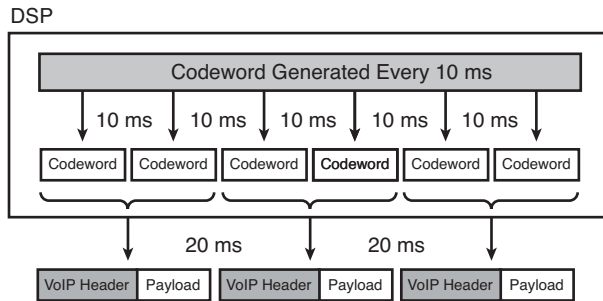 DSP
Codeword Generated Every 10 ms
10 ms 10 ms 10 ms 10 ms 10 ms
Codeword Codeword Codeword Codeword Codeword Codeword
20 ms 20 ms
VoIP Header Payload VoIP Header Payload VoIP Header Payload